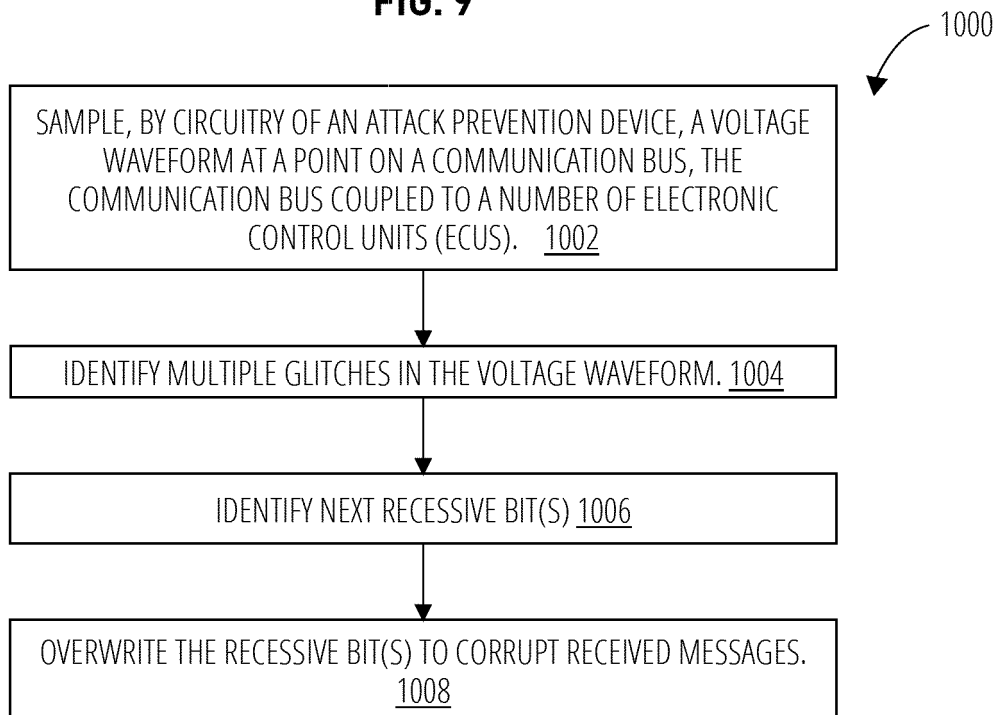 FIG. 9
1000
SAMPLE, BY CIRCUITRY OF AN ATTACK PREVENTION DEVICE, A VOLTAGE
WAVEFORM AT A POINT ON A COMMUNICATION BUS, THE
COMMUNICATION BUS COUPLED TO A NUMBER OF ELECTRONIC
CONTROL UNITS (ECUS). 1002
IDENTIFY MULTIPLE GLITCHES IN THE VOLTAGE WAVEFORM. 1004
IDENTIFY NEXT RECESSIVE BIT(S) 1006
OVERWRITE THE RECESSIVE BIT(S) TO CORRUPT RECEIVED MESSAGES.
1008